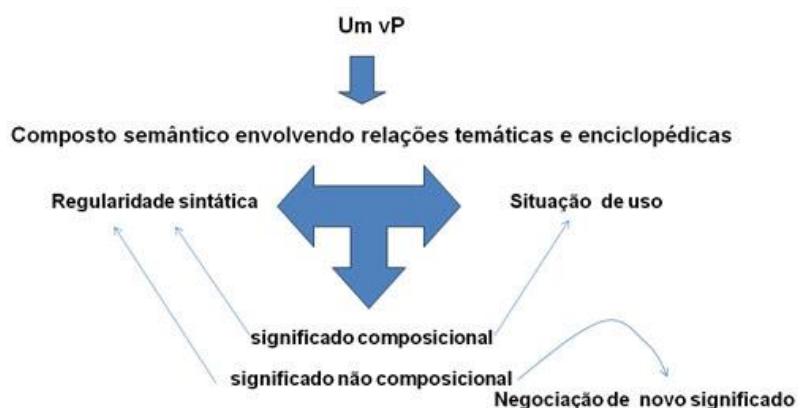 Um vP
Composto semântico envolvendo relações temáticas e enciclopédicas
Regularidade sintática
Situação de uso
significado composicional
significado não composicional
Negociação de novo significado